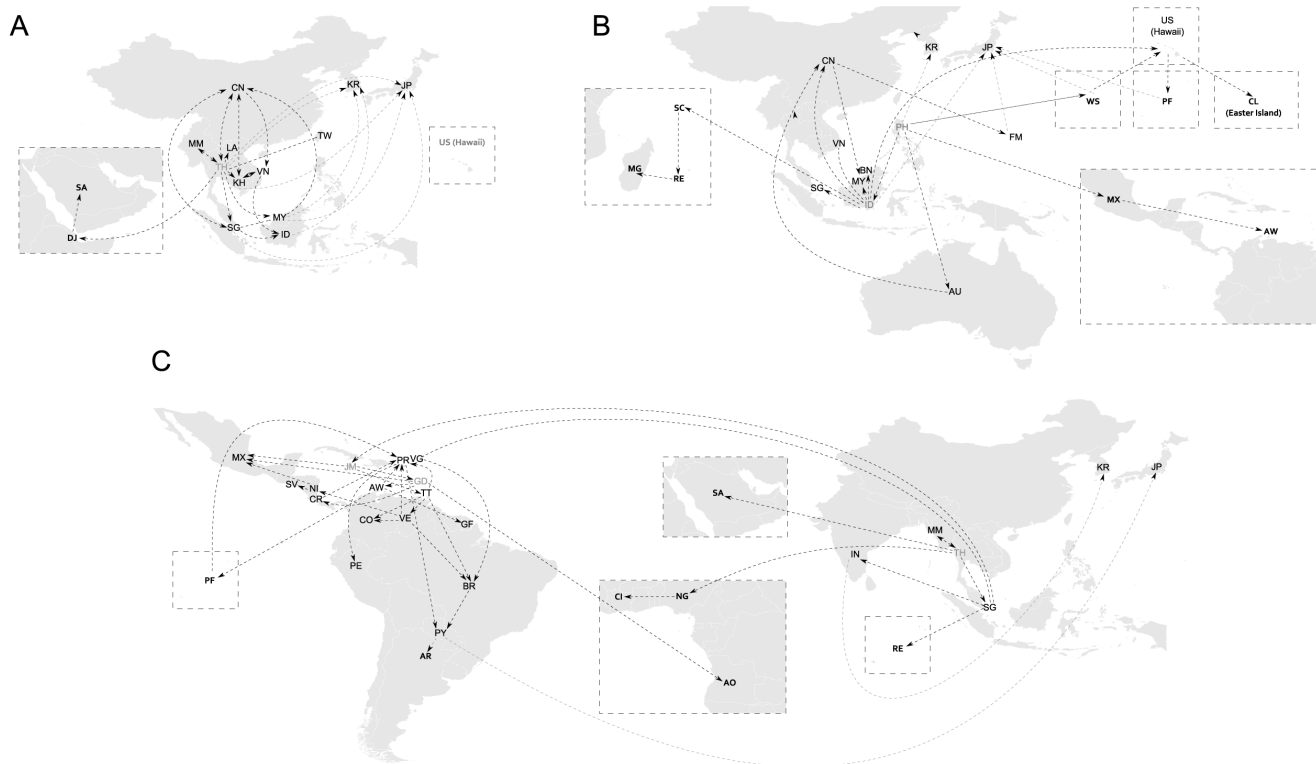 A
CN
KR
JP
TW
MM
LA
TH
VN
KH
MY
SG
ID
SA
DJ
US (Hawaii)
B
US
(Hawaii)
KR
JP
CN
WS
PF
CL
(Easter Island)
SC
PH
FM
VN
MG
RE
BN
MY
SG
ID
MX
AW
AU
C
MX
JM
PR
VG
GD
SV
NI
AW
TT
CR
CO
VE
GF
PE
PF
BR
PY
AR
KR
JP
SA
MM
IN
TH
CI
NG
SG
RE
AO